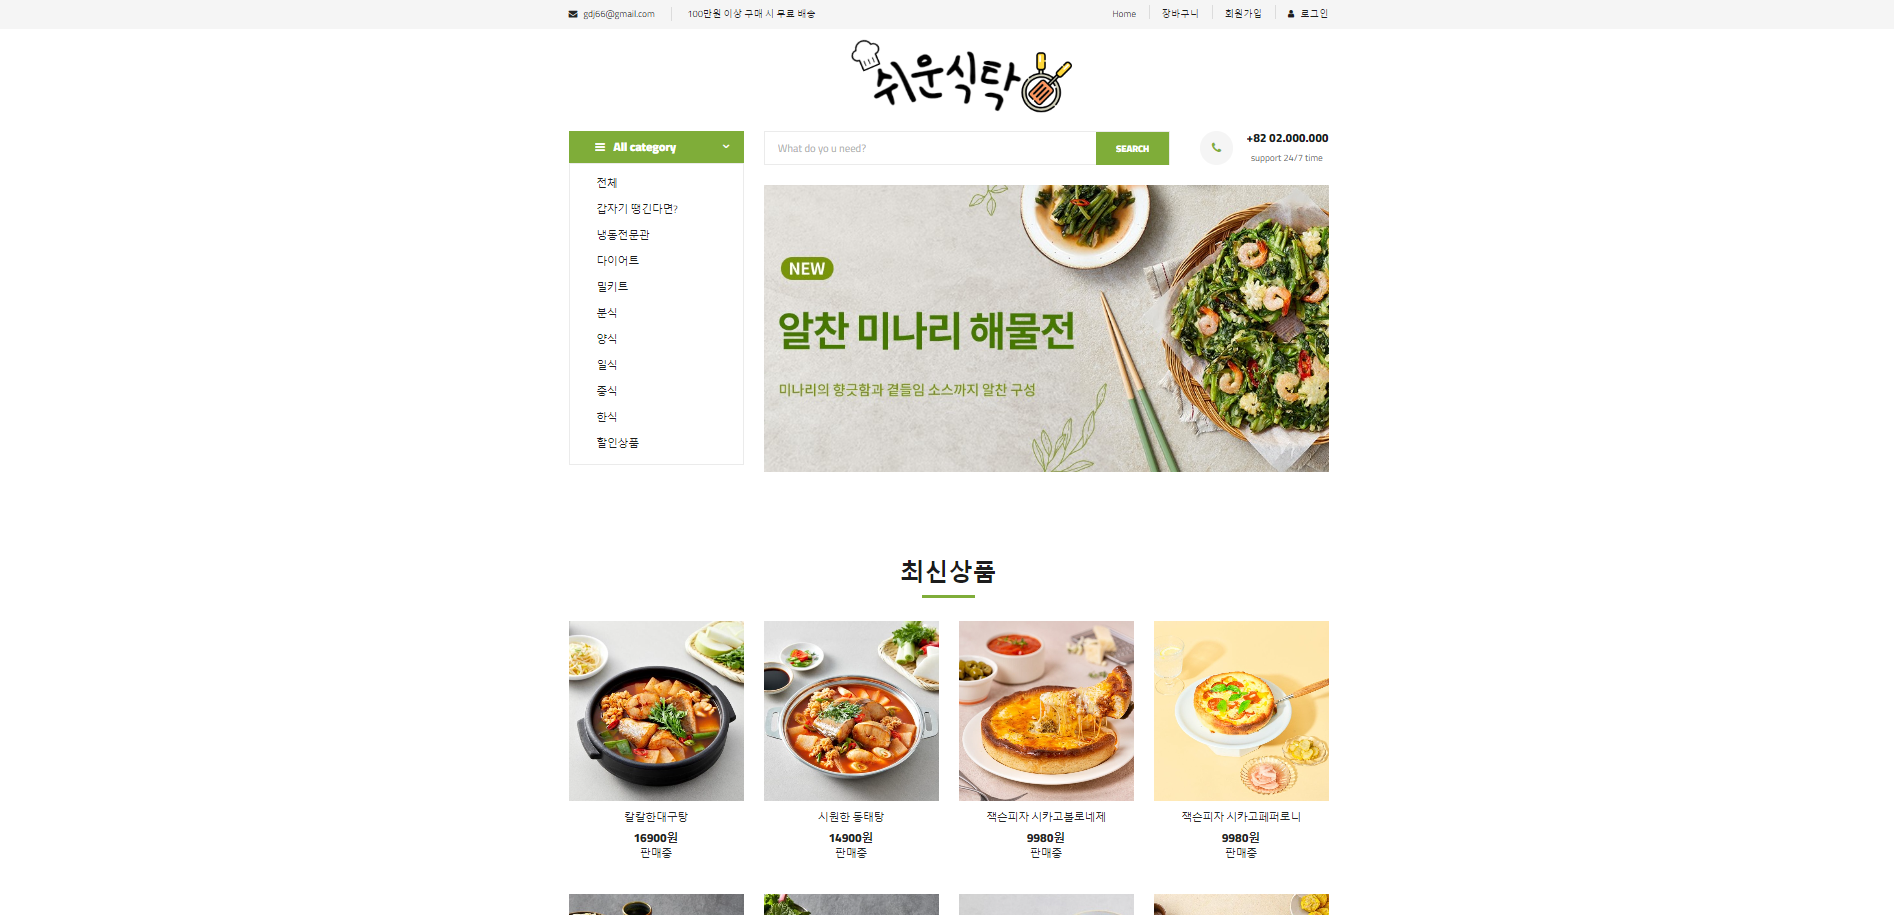 gdj66@gmail.com
100만원 이상 구매 시 무료 배송
Home
장바구니
회원가입
로그인
쉬운식탁
All category
What do yo u need?
SEARCH
+82 02.000.000
support 24/7 time
전체
갑자기 땡긴다면?
냉동전문관
다이어트
밀키트
분식
양식
일식
중식
한식
할인상품
NEW
알찬 미나리 해물전
미나리의 향긋함과 곁들임 소스까지 알찬 구성
최신상품
칼칼한대구탕
16900원
판매중
시원한 동태탕
14900원
판매중
잭슨피자 시카고볼로네제
9980원
판매중
잭슨피자 시카고페퍼로니
9980원
판매중